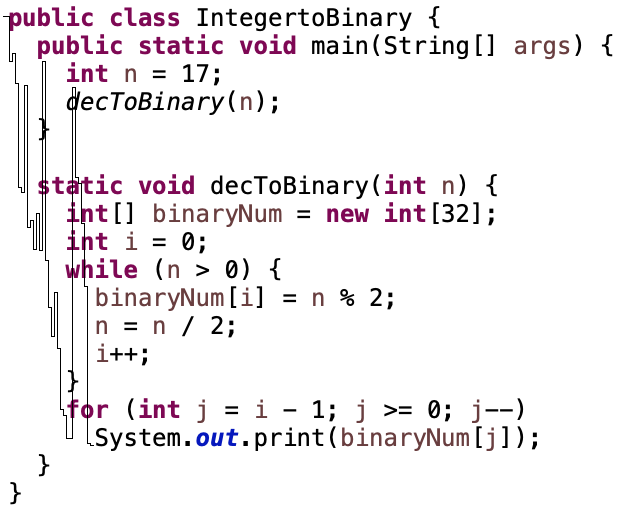 public class IntegertoBinary {
  public static void main(String[] args) {
    int n = 17;
    decToBinary(n);
  }

  static void decToBinary(int n) {
    int[] binaryNum = new int[32];
    int i = 0;
    while (n > 0) {
      binaryNum[i] = n % 2;
      n = n / 2;
      i++;
    }
    for (int j = i - 1; j >= 0; j--)
      System.out.print(binaryNum[j]);
  }
}